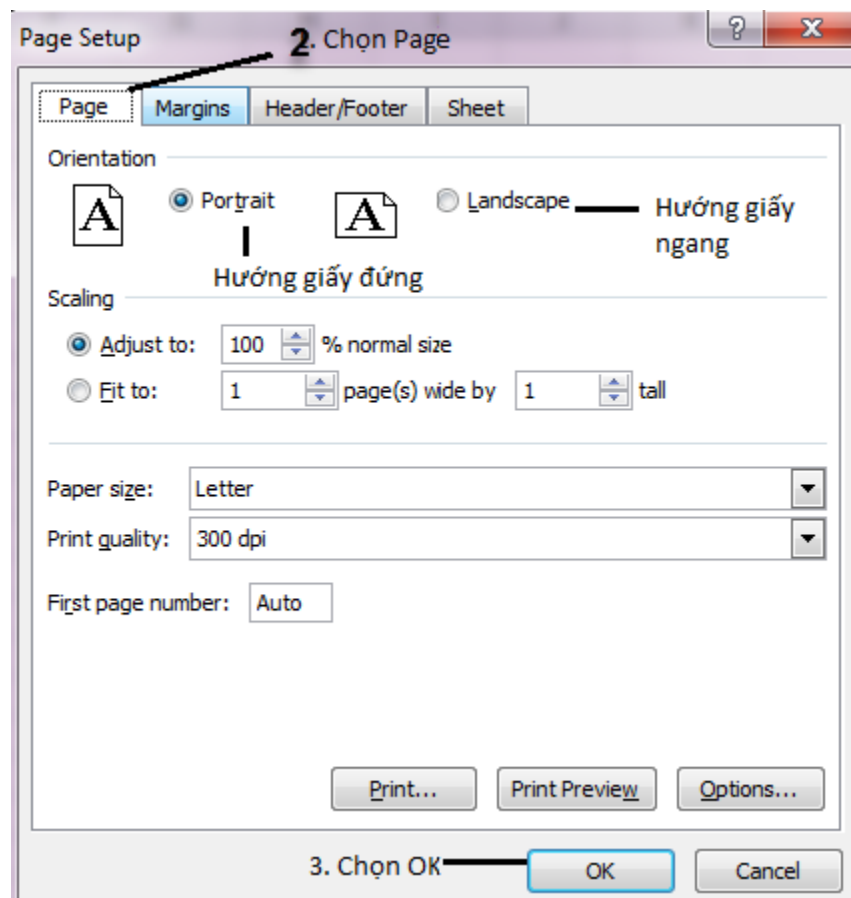 Page Setup
2. Chọn Page
Page Margins Header/Footer Sheet
Orientation
A Portrait A Landscape
Hướng giấy ngang
Hướng giấy đứng
Scaling
Adjust to: 100 % normal size
Fit to: 1 page(s) wide by 1 tall
Paper size: Letter
Print quality: 300 dpi
First page number: Auto
Print... Print Preview Options...
3. Chọn OK OK Cancel